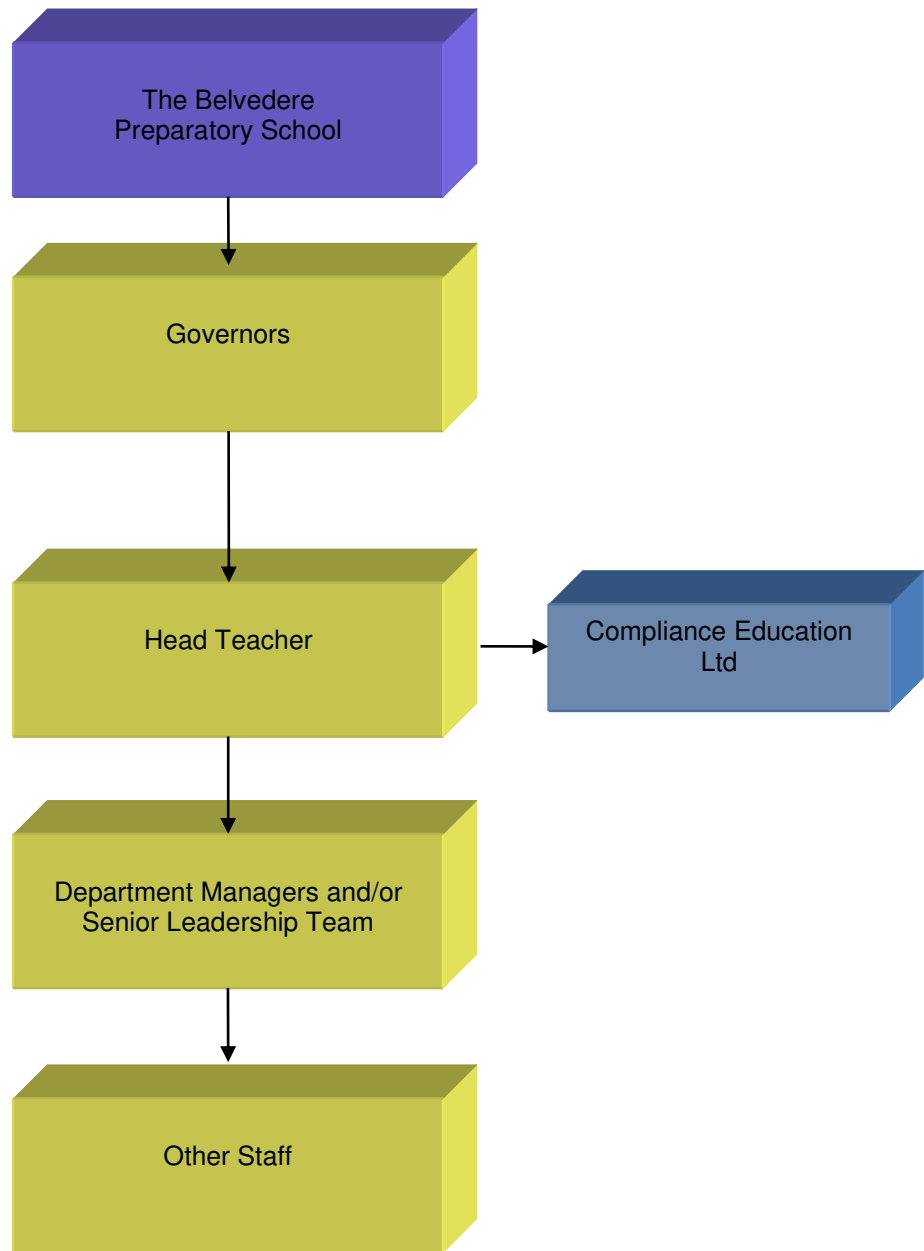 The Belvedere
Preparatory School
Governors
Head Teacher
Compliance Education
Ltd
Department Managers and/or
Senior Leadership Team
Other Staff